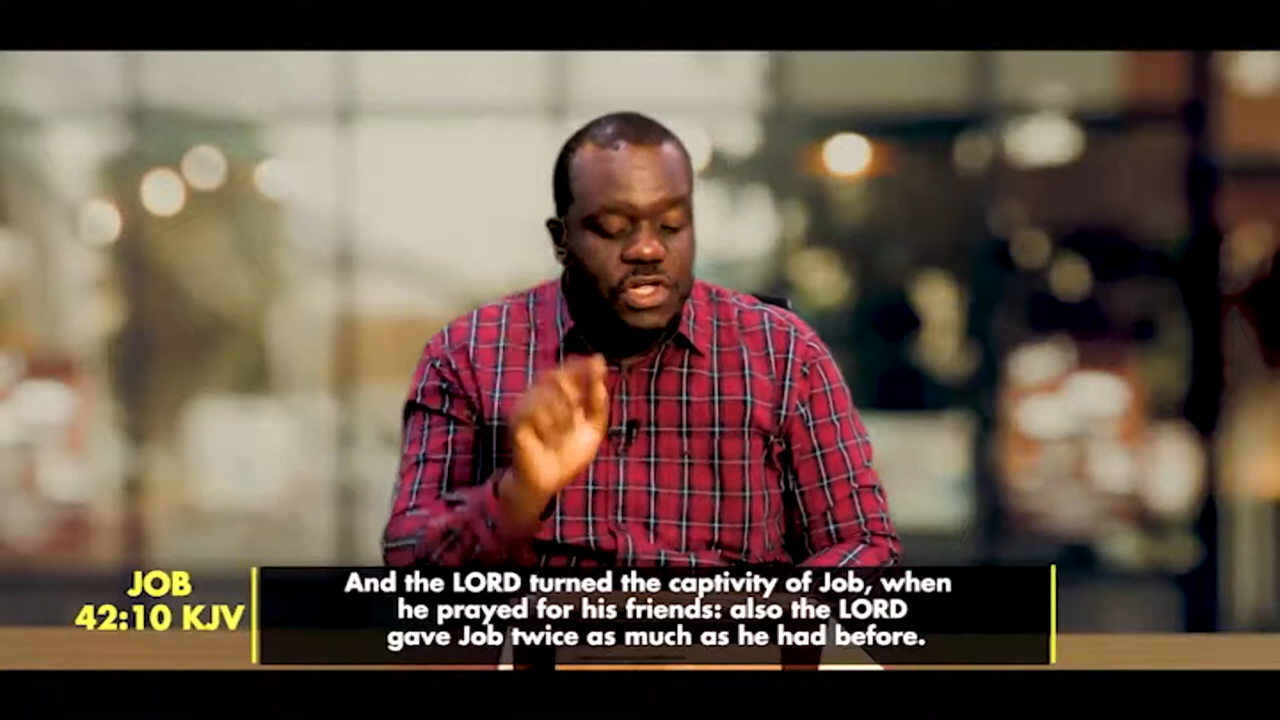 JOB
42:10 KJV
And the LORD turned the captivity of Job, when
he prayed for his friends: also the LORD
gave Job twice as much as he had before.